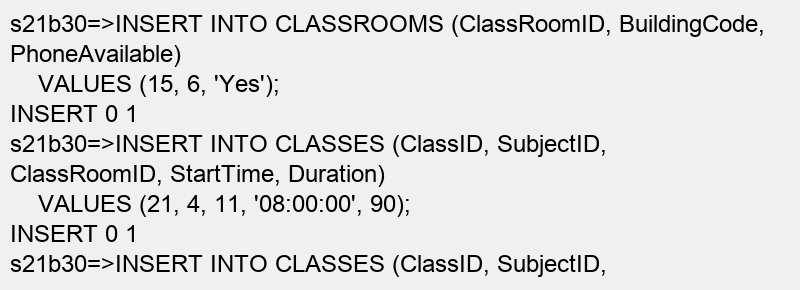 s21b30=>INSERT INTO CLASSROOMS (ClassRoomID, BuildingCode,
PhoneAvailable)
    VALUES (15, 6, 'Yes');
INSERT 0 1
s21b30=>INSERT INTO CLASSES (ClassID, SubjectID,
ClassRoomID, StartTime, Duration)
    VALUES (21, 4, 11, '08:00:00', 90);
INSERT 0 1
s21b30=>INSERT INTO CLASSES (ClassID, SubjectID,